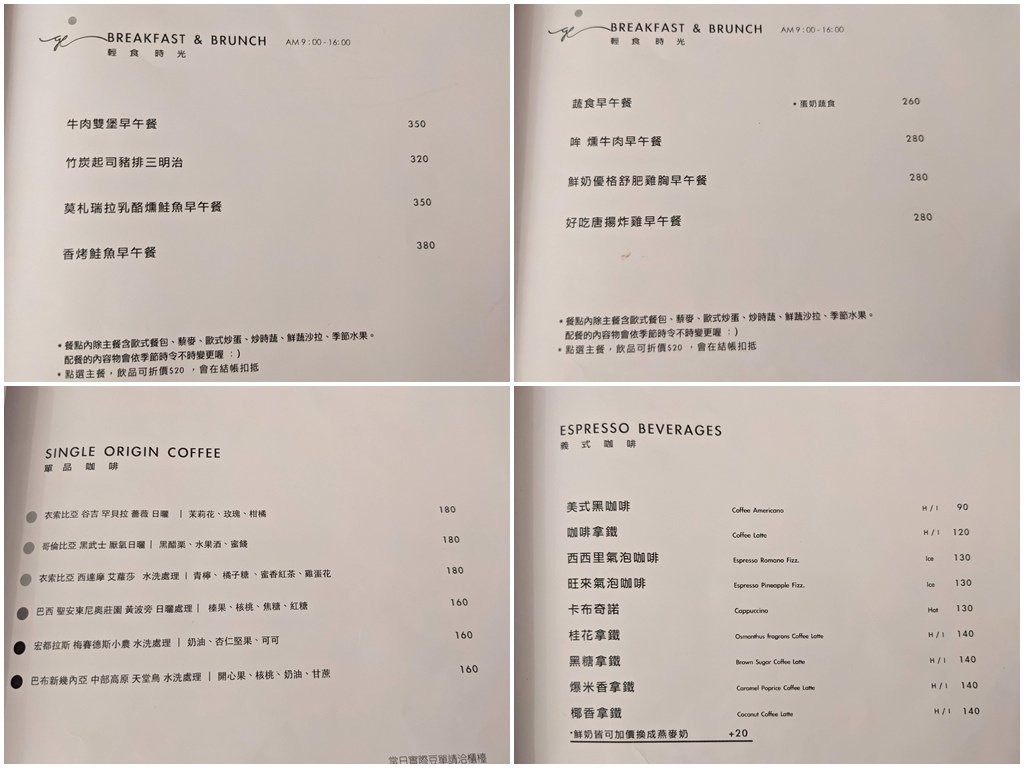 ge BREAKFAST & BRUNCH AM 9:00-16:00
輕食時光
牛肉雙堡早午餐 350
竹炭起司豬排三明治 320
莫札瑞拉乳酪燻鮭魚早午餐 350
香烤鮭魚早午餐 380
* 餐點內除主餐含歐式餐包、藜麥、歐式炒蛋、炒時蔬、鮮蔬沙拉、季節水果。
配餐的內容物會依季節時令不時變更喔 :)
* 點選主餐，飲品可折價$20 ，會在結帳扣抵
ge BREAKFAST & BRUNCH AM 9:00-16:00
輕食時光
蔬食早午餐 * 蛋奶蔬食 260
哞 燻牛肉早午餐 280
鮮奶優格舒肥雞胸早午餐 280
好吃唐揚炸雞早午餐 280
* 餐點內除主餐含歐式餐包、藜麥、歐式炒蛋、炒時蔬、鮮蔬沙拉、季節水果。
配餐的內容物會依季節時令不時變更喔 :)
* 點選主餐，飲品可折價$20 ，會在結帳扣抵
SINGLE ORIGIN COFFEE
單品咖啡
衣索比亞 谷吉 罕貝拉 薔薇 日曬 | 茉莉花、玫瑰、柑橘 180
哥倫比亞 黑武士 厭氧日曬 | 黑醋栗、水果酒、蜜餞 180
衣索比亞 西達摩 艾蘿莎 水洗處理 | 青檸、橘子糖、蜜香紅茶、雞蛋花 180
巴西 聖安東尼奧莊園 黃波旁 日曬處理 | 榛果、核桃、焦糖、紅糖 160
宏都拉斯 梅賽德斯小農 水洗處理 | 奶油、杏仁堅果、可可 160
巴布新幾內亞 中部高原 天堂鳥 水洗處理 | 開心果、核桃、奶油、甘蔗 160
當日實際豆單請洽櫃檯
ESPRESSO BEVERAGES
義式咖啡
美式黑咖啡 Coffee Americano H / I 90
咖啡拿鐵 Coffee Latte H / I 120
西西里氣泡咖啡 Espresso Romano Fizz. Ice 130
旺來氣泡咖啡 Espresso Pineapple Fizz. Ice 130
卡布奇諾 Cappuccino Hot 130
桂花拿鐵 Osmanthus fragrans Coffee Latte H / I 140
黑糖拿鐵 Brown Sugar Coffee Latte H / I 140
爆米香拿鐵 Caramel Poprice Coffee Latte H / I 140
椰香拿鐵 Coconut Coffee Latte H / I 140
*鮮奶皆可加價換成燕麥奶 +20